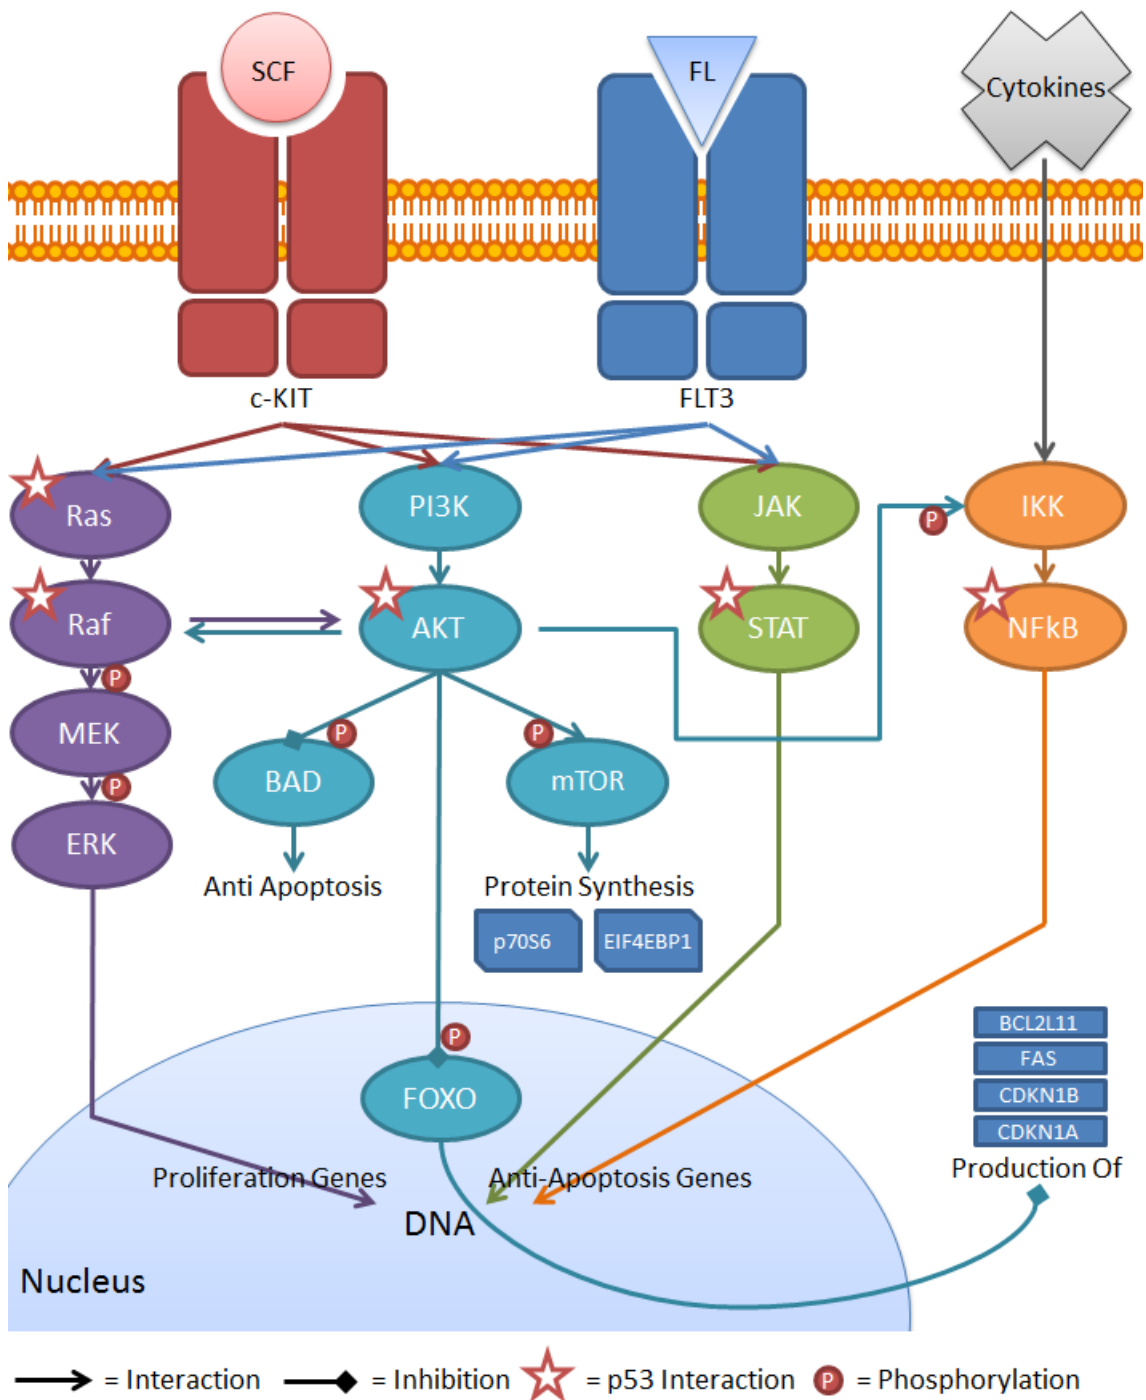 SCF
FL
Cytokines
c-KIT
FLT3
Ras
PI3K
JAK
IKK
P
Raf
AKT
STAT
NFkB
P
MEK
P
P
BAD
mTOR
P
ERK
Anti Apoptosis
Protein Synthesis
p70S6
EIF4EBP1
BCL2L11
P
FAS
FOXO
CDKN1B
CDKN1A
Proliferation Genes
Anti-Apoptosis Genes
Production Of
DNA
Nucleus
= Interaction
= Inhibition
= p53 Interaction
P = Phosphorylation